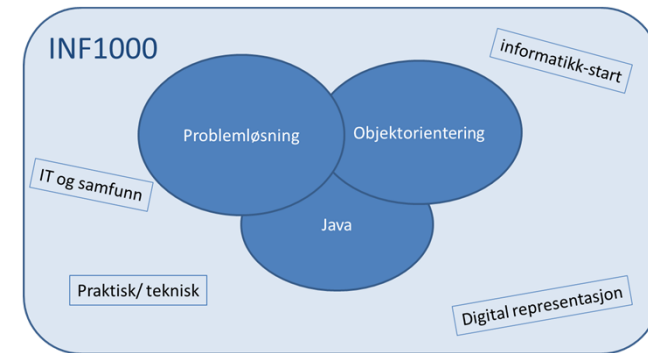 INF1000
informatikk-start
Problemløsning
Objektorientering
IT og samfunn
Java
Praktisk/ teknisk
Digital representasjon